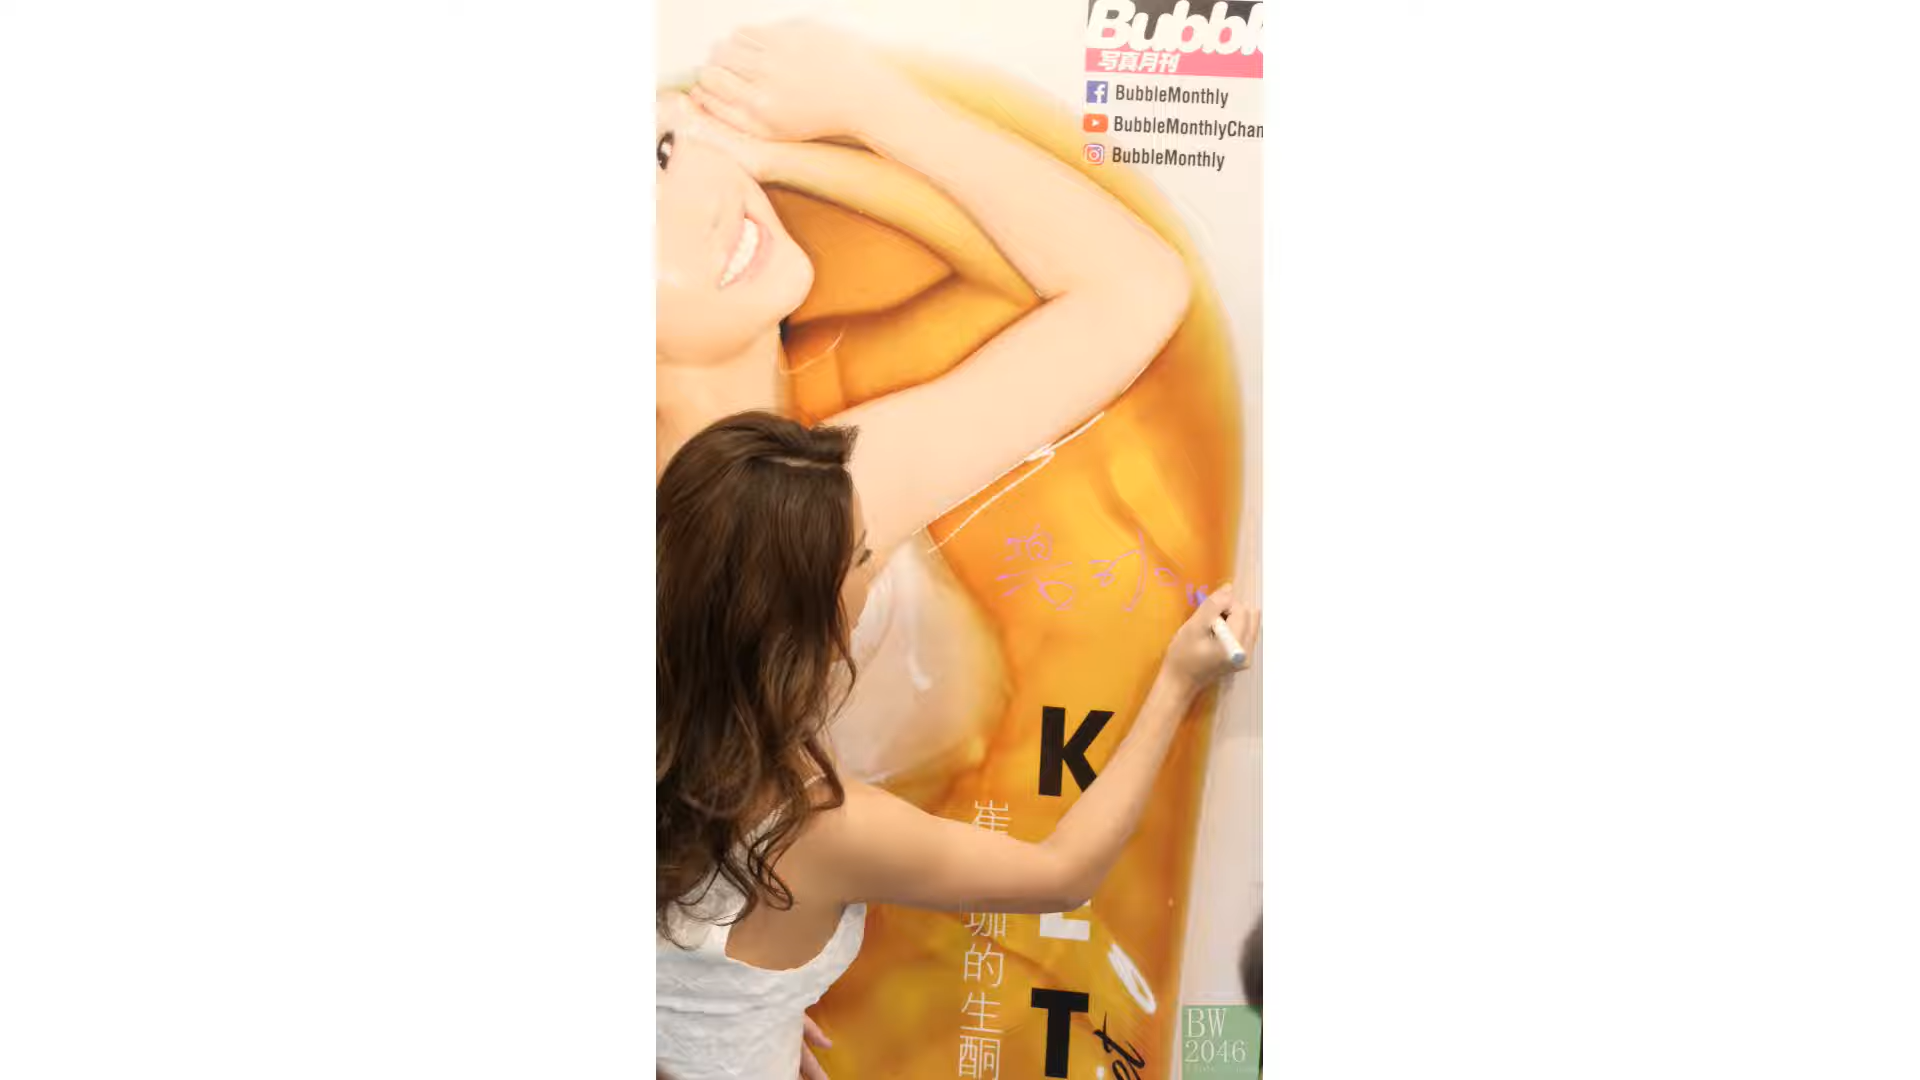 Bubbl
写真月刊
BubbleMonthly
BubbleMonthlyChan
BubbleMonthly
K
E
T
崔
珈的生酮
BW
2046